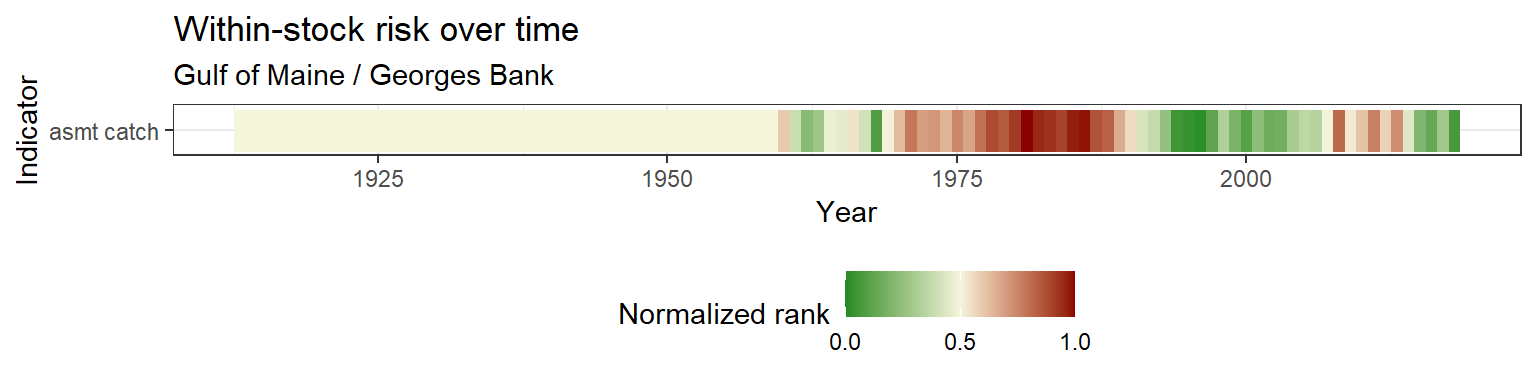 Within-stock risk over time
Gulf of Maine / Georges Bank
Indicator
asmt catch
1925 1950 1975 2000
Year
Normalized rank
0.0 0.5 1.0